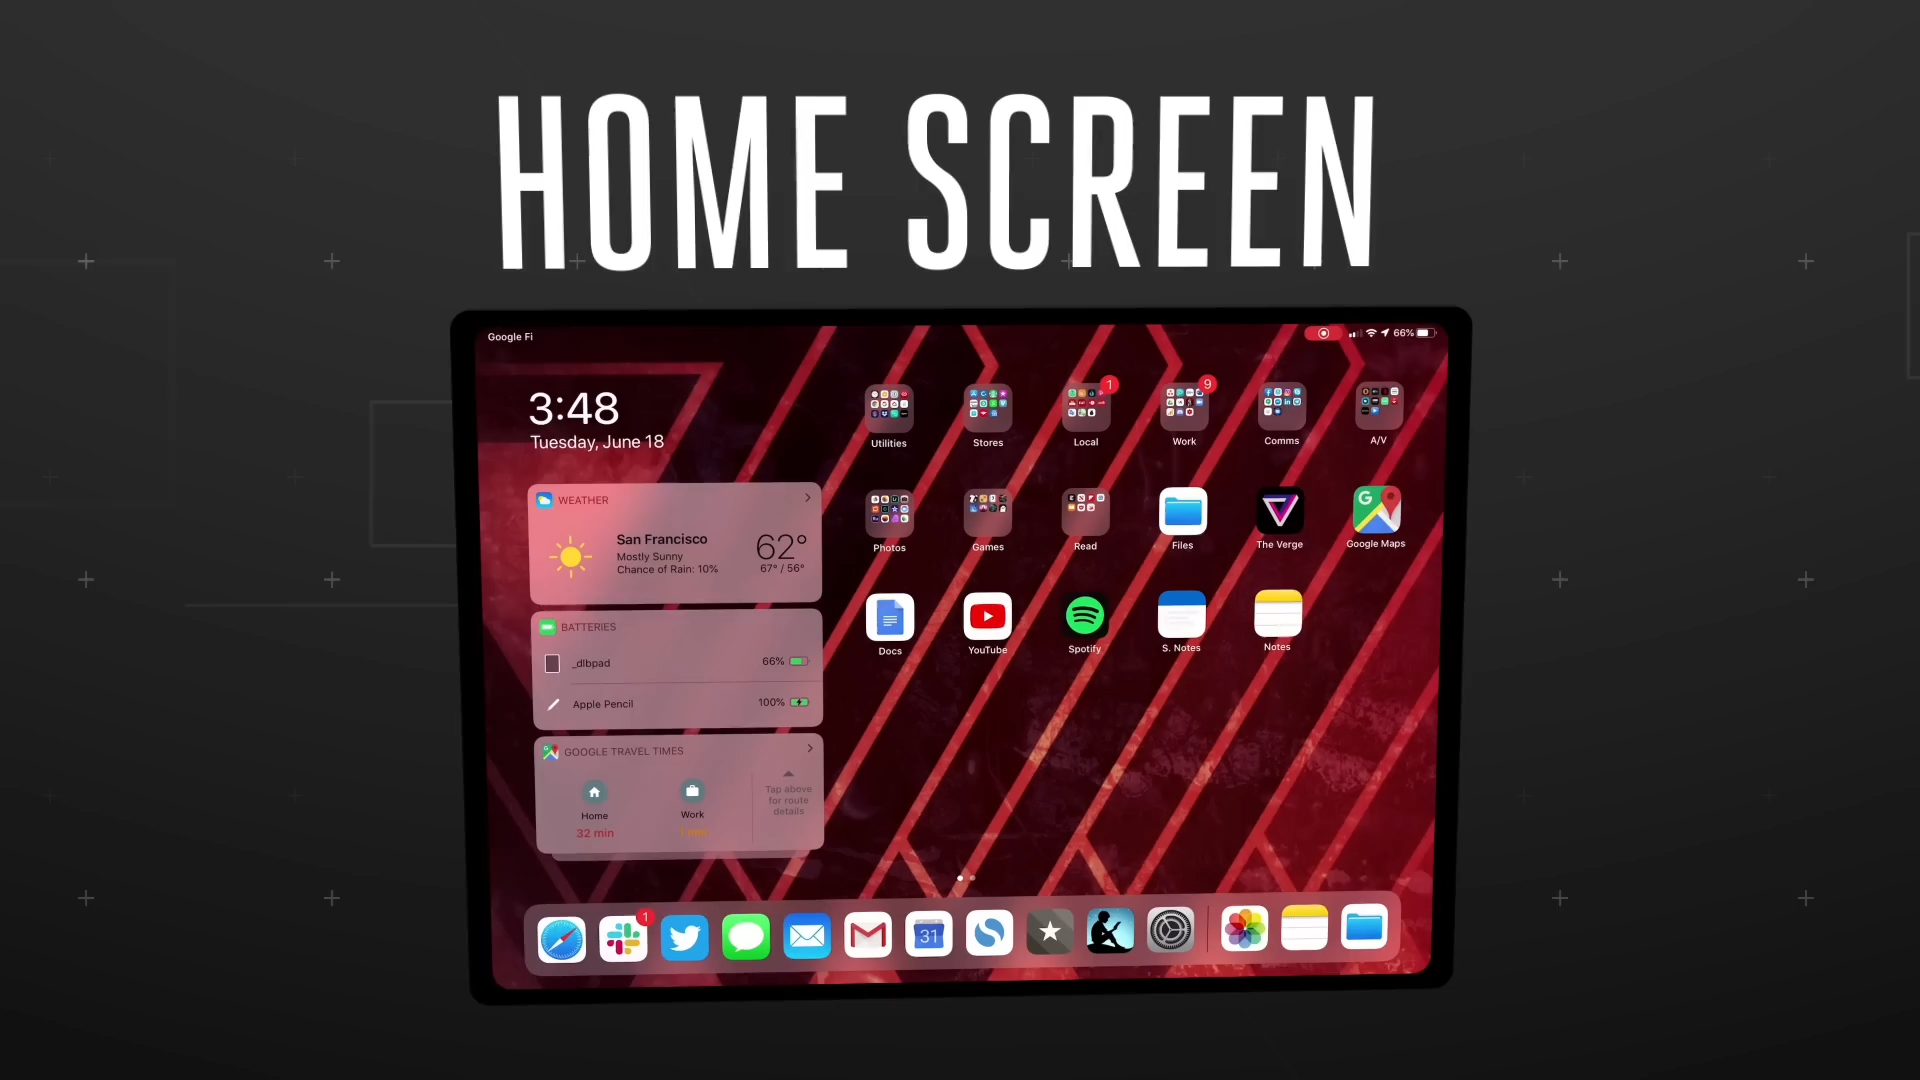 HOME SCREEN
Google Fi
66%
3:48
Tuesday, June 18
WEATHER
San Francisco
Mostly Sunny
Chance of Rain: 10%
62°
67° / 56°
BATTERIES
_dlbpad
66%
Apple Pencil
100%
GOOGLE TRAVEL TIMES
Home
32 min
Work
Tap above
for route
details
Utilities
Stores
1
Local
9
Work
Comms
A/V
Photos
Games
Read
Files
The Verge
G
Google Maps
Docs
YouTube
Spotify
S. Notes
Notes
1
31